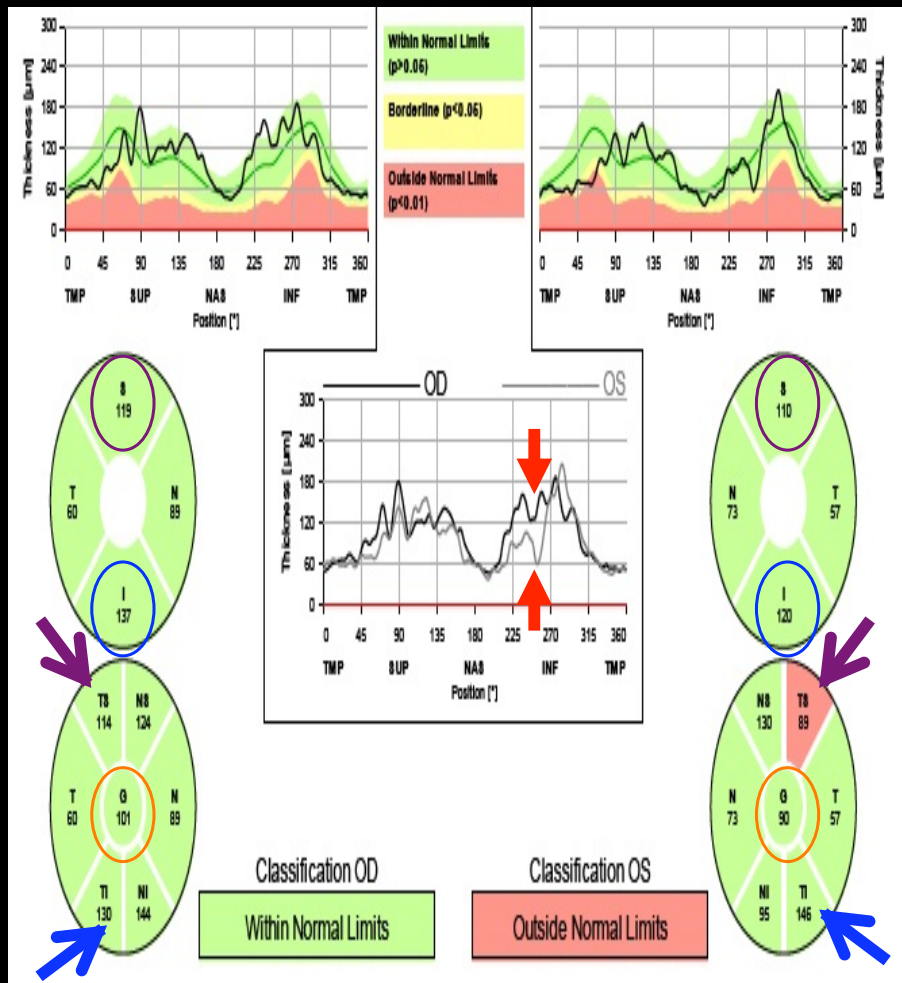 300
240
180
120
60
0
Thickness [µm]
0 45 90 135 180 225 270 315 360
TMP SUP NAS INF TMP
Position [°]
Within Normal Limits
(p>0.05)
Borderline (p<0.05)
Outside Normal Limits
(p<0.01)
300
240
180
120
60
0
Thickness [µm]
0 45 90 135 180 225 270 315 360
TMP SUP NAS INF TMP
Position [°]
S
119
T
60
N
89
I
137
OD OS
300
240
180
120
60
0
Thickness [µm]
0 45 90 135 180 225 270 315 360
TMP SUP NAS INF TMP
Position [°]
S
110
N
73
T
57
I
120
TS
114
NS
124
T
60
G
101
N
89
TI
130
NI
144
Classification OD
Within Normal Limits
Classification OS
Outside Normal Limits
NS
130
TS
89
N
73
G
90
T
57
NI
95
TI
146